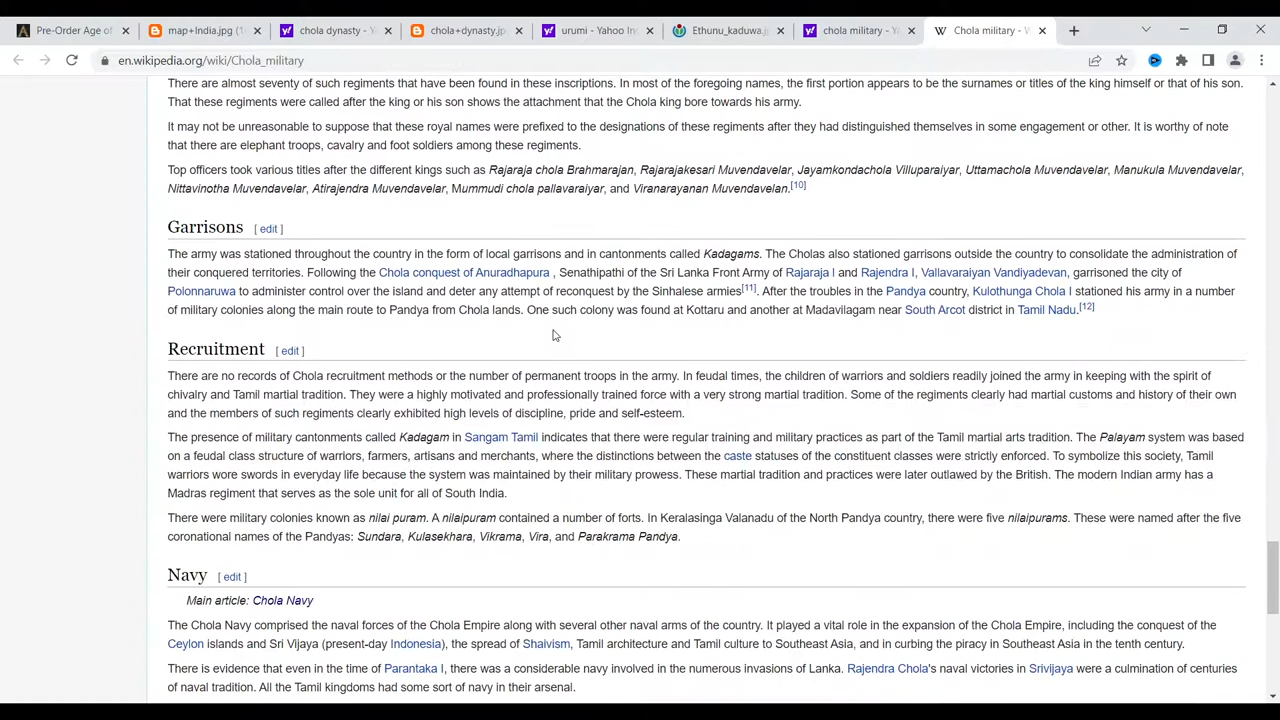 Pre-Order Age of
map+India.jpg (
chola dynasty - Y
chola+dynasty.jp
urumi - Yahoo In
Ethunu_kaduwa.j
chola military - Y
Chola military - W
en.wikipedia.org/wiki/Chola_military
There are almost seventy of such regiments that have been found in these inscriptions. In most of the foregoing names, the first portion appears to be the surnames or titles of the king himself or that of his son.
That these regiments were called after the king or his son shows the attachment that the Chola king bore towards his army.
It may not be unreasonable to suppose that these royal names were prefixed to the designations of these regiments after they had distinguished themselves in some engagement or other. It is worthy of note
that there are elephant troops, cavalry and foot soldiers among these regiments.
Top officers took various titles after the different kings such as Rajaraja chola Brahmarajan, Rajarajakesari Muvendavelar, Jayamkondachola Villuparaiyar, Uttamachola Muvendavelar, Manukula Muvendavelar,
Nittavinotha Muvendavelar, Atirajendra Muvendavelar, Mummudi chola pallavaraiyar, and Viranarayanan Muvendavelan.[10]
Garrisons [ edit ]
The army was stationed throughout the country in the form of local garrisons and in cantonments called Kadagams. The Cholas also stationed garrisons outside the country to consolidate the administration of
their conquered territories. Following the Chola conquest of Anuradhapura , Senathipathi of the Sri Lanka Front Army of Rajaraja I and Rajendra I, Vallavaraiyan Vandiyadevan, garrisoned the city of
Polonnaruwa to administer control over the island and deter any attempt of reconquest by the Sinhalese armies[11]. After the troubles in the Pandya country, Kulothunga Chola I stationed his army in a number
of military colonies along the main route to Pandya from Chola lands. One such colony was found at Kottaru and another at Madavilagam near South Arcot district in Tamil Nadu.[12]
Recruitment [ edit ]
There are no records of Chola recruitment methods or the number of permanent troops in the army. In feudal times, the children of warriors and soldiers readily joined the army in keeping with the spirit of
chivalry and Tamil martial tradition. They were a highly motivated and professionally trained force with a very strong martial tradition. Some of the regiments clearly had martial customs and history of their own
and the members of such regiments clearly exhibited high levels of discipline, pride and self-esteem.
The presence of military cantonments called Kadagam in Sangam Tamil indicates that there were regular training and military practices as part of the Tamil martial arts tradition. The Palayam system was based
on a feudal class structure of warriors, farmers, artisans and merchants, where the distinctions between the caste statuses of the constituent classes were strictly enforced. To symbolize this society, Tamil
warriors wore swords in everyday life because the system was maintained by their military prowess. These martial tradition and practices were later outlawed by the British. The modern Indian army has a
Madras regiment that serves as the sole unit for all of South India.
There were military colonies known as nilai puram. A nilaipuram contained a number of forts. In Keralasinga Valanadu of the North Pandya country, there were five nilaipurams. These were named after the five
coronational names of the Pandyas: Sundara, Kulasekhara, Vikrama, Vira, and Parakrama Pandya.
Navy [ edit ]
Main article: Chola Navy
The Chola Navy comprised the naval forces of the Chola Empire along with several other naval arms of the country. It played a vital role in the expansion of the Chola Empire, including the conquest of the
Ceylon islands and Sri Vijaya (present-day Indonesia), the spread of Shaivism, Tamil architecture and Tamil culture to Southeast Asia, and in curbing the piracy in Southeast Asia in the tenth century.
There is evidence that even in the time of Parantaka I, there was a considerable navy involved in the numerous invasions of Lanka. Rajendra Chola's naval victories in Srivijaya were a culmination of centuries
of naval tradition. All the Tamil kingdoms had some sort of navy in their arsenal.